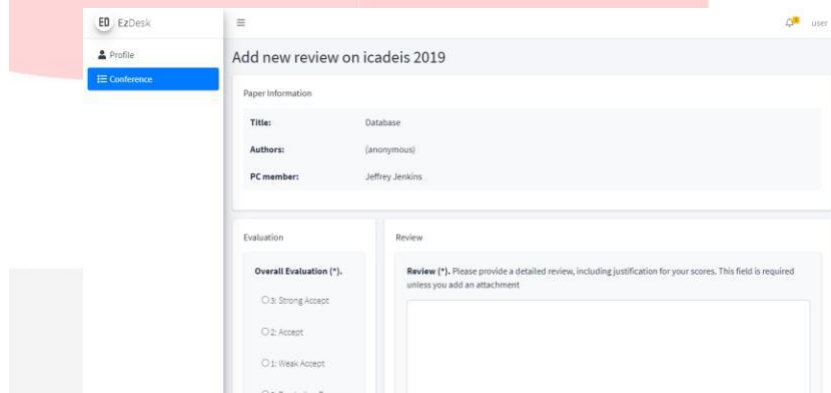 ED EzDesk
user
Profile
Conference
Add new review on icadeis 2019
Paper Information
Title: Database
Authors: (anonymous)
PC member: Jeffrey Jenkins
Evaluation
Overall Evaluation (*).
3: Strong Accept
2: Accept
1: Weak Accept
Review
Review (*). Please provide a detailed review, including justification for your scores. This field is required
unless you add an attachment